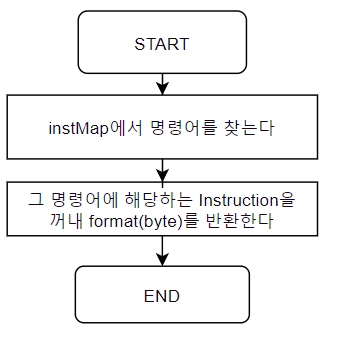 START
instMap에서 명령어를 찾는다
그 명령어에 해당하는 Instruction을
꺼내 format(byte)를 반환한다
END